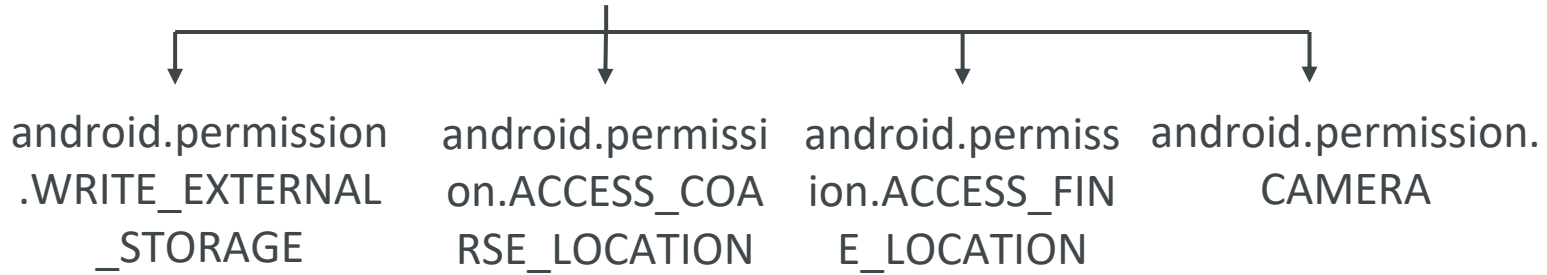 android.permission
.WRITE_EXTERNAL
_STORAGE
android.permissi
on.ACCESS_COA
RSE_LOCATION
android.permiss
ion.ACCESS_FIN
E_LOCATION
android.permission.
CAMERA